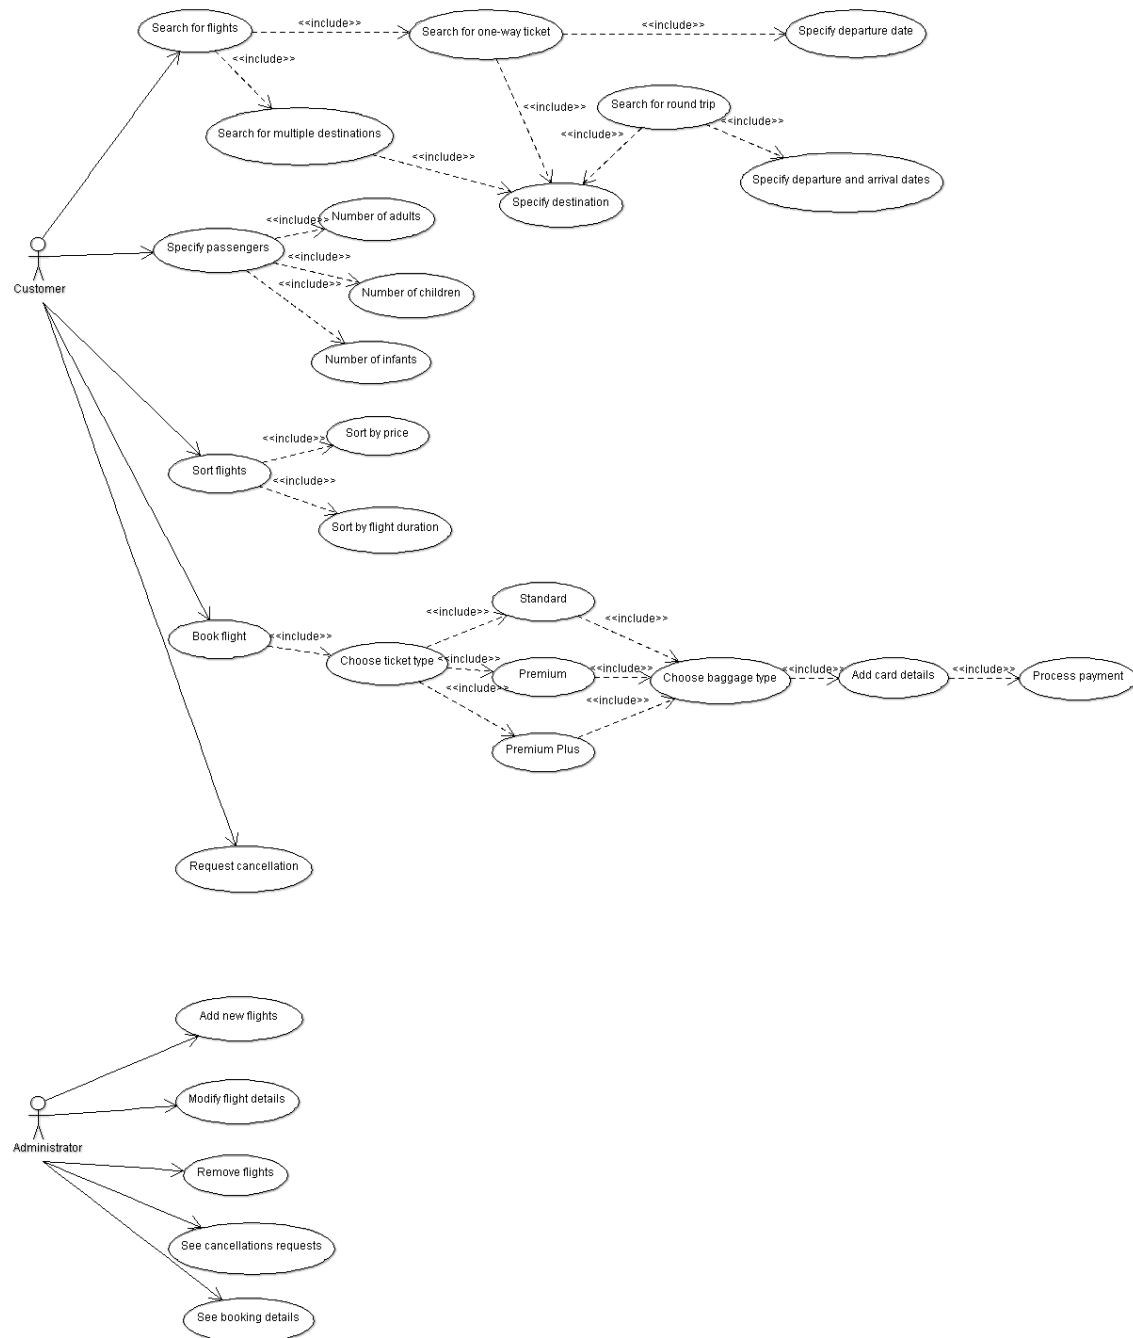 <<include>>
Search for flights
Search for one-way ticket
Specify departure date
<<include>>
<<include>>
<<include>>
Search for round trip
<<include>>
Search for multiple destinations
<<include>>
<<include>>
Specify departure and arrival dates
Specify destination
Number of adults
<<include>>
Specify passengers
<<include>>
<<include>>
Customer
Number of children
Number of infants
Sort by price
<<include>>
Sort flights
<<include>>
Sort by flight duration
Standard
<<include>>
<<include>>
Book flight
<<include>>
Choose ticket type
<<include>>
Premium
<<include>>
Choose baggage type
<<include>>
Add card details
<<include>>
Process payment
<<include>>
<<include>>
Premium Plus
Request cancellation
Add new flights
Modify flight details
Administrator
Remove flights
See cancellations requests
See booking details